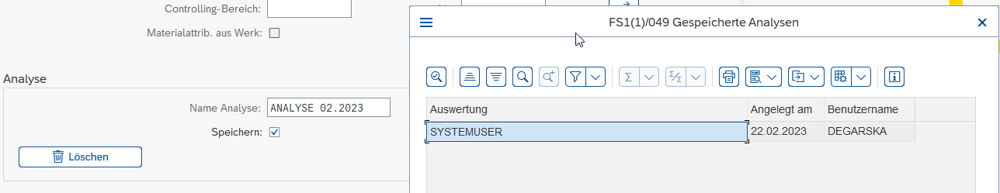 Controlling-Bereich:
Materialattrib. aus Werk:
Analyse
Name Analyse: ANALYSE 02.2023
Speichern:
Löschen
FS1(1)/049 Gespeicherte Analysen
Auswertung Angelegt am Benutzername
SYSTEMUSER 22.02.2023 DEGARSKA